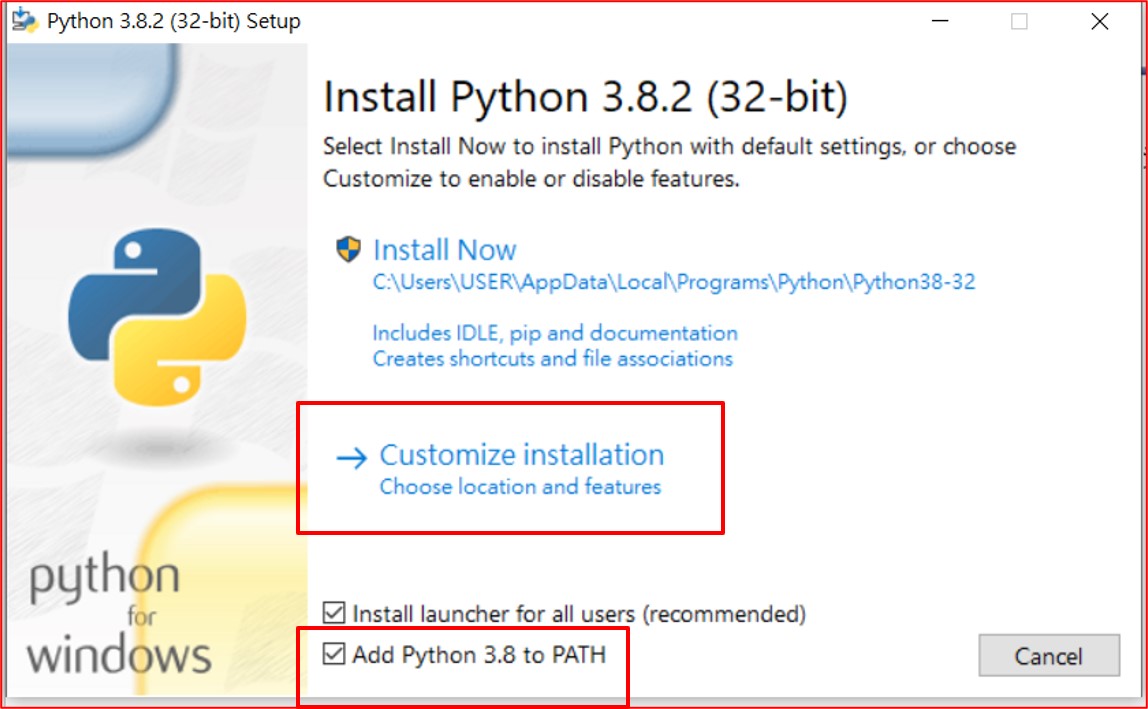 Python 3.8.2 (32-bit) Setup
Install Python 3.8.2 (32-bit)
Select Install Now to install Python with default settings, or choose
Customize to enable or disable features.
Install Now
C:\Users\USER\AppData\Local\Programs\Python\Python38-32
Includes IDLE, pip and documentation
Creates shortcuts and file associations
Customize installation
Choose location and features
python
for
windows
Install launcher for all users (recommended)
Add Python 3.8 to PATH
Cancel